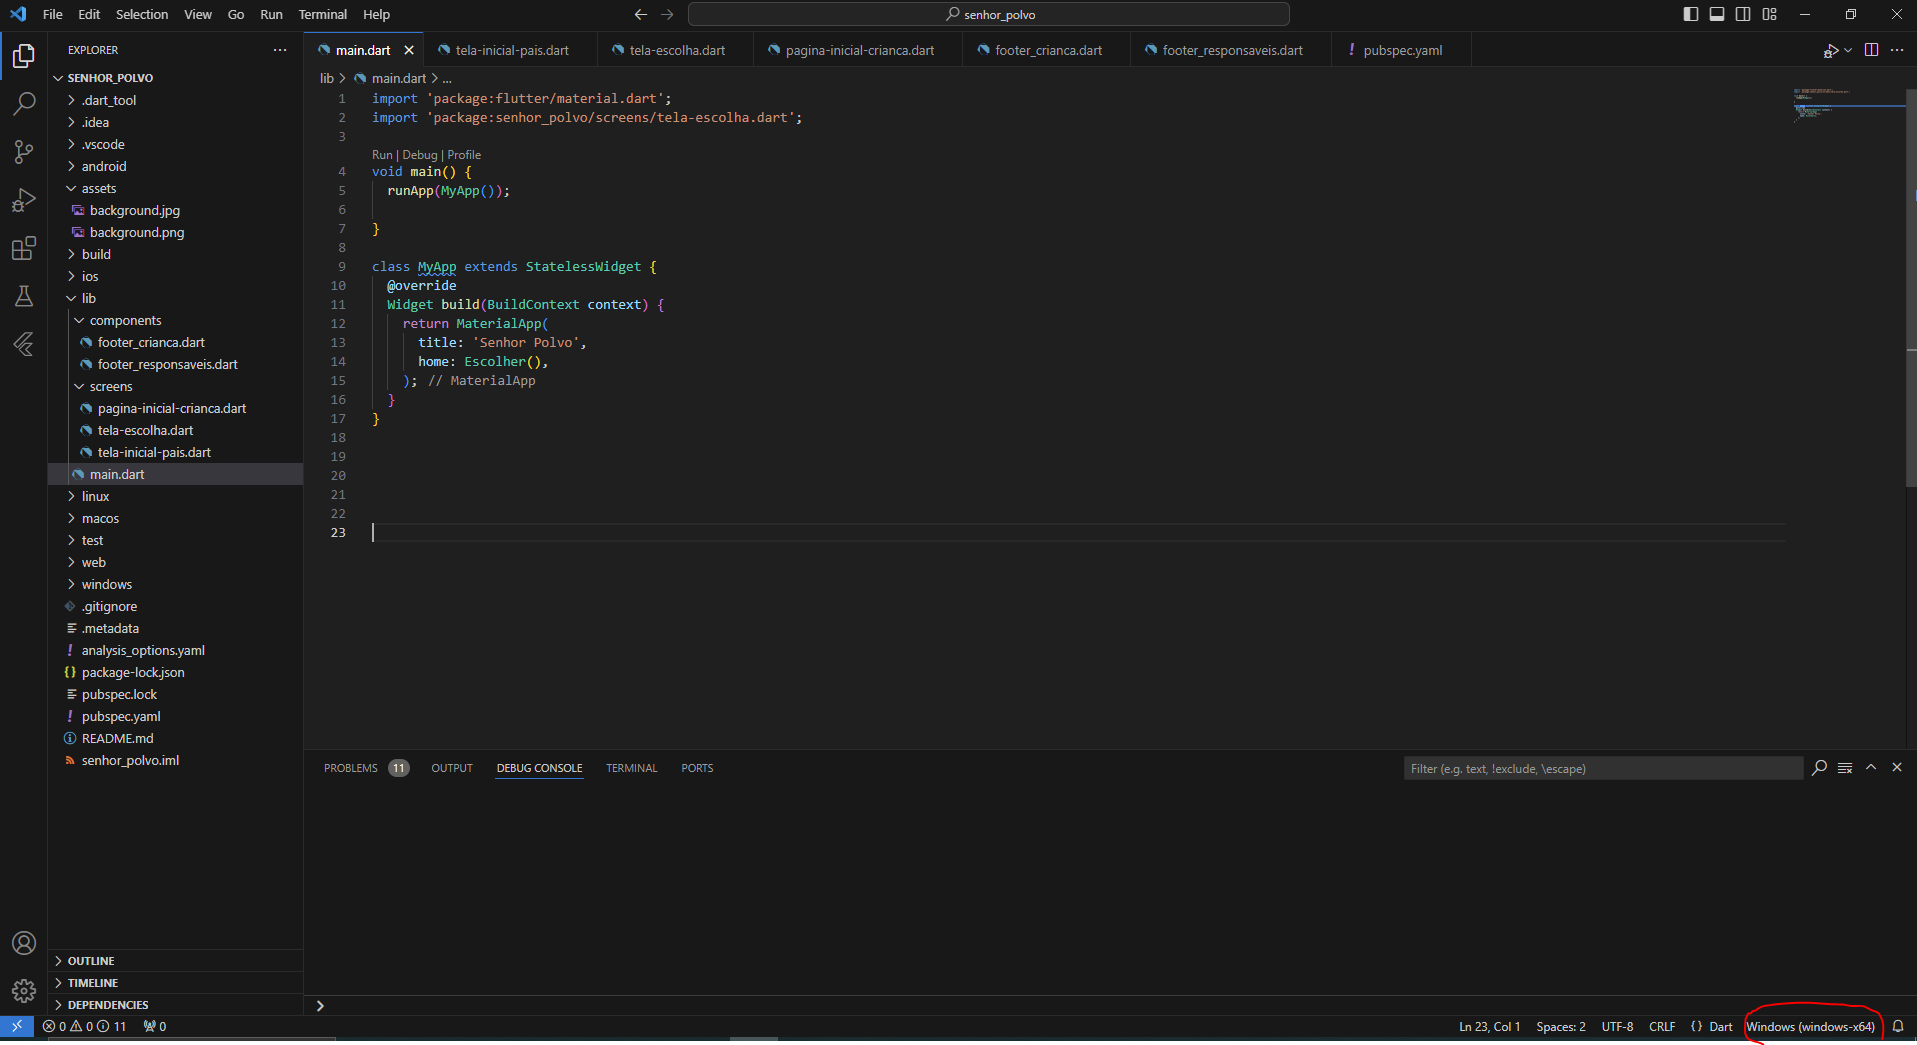 File Edit Selection View Go Run Terminal Help
senhor_polvo
EXPLORER
SENHOR_POLVO
.dart_tool
.idea
.vscode
android
assets
background.jpg
background.png
build
ios
lib
components
footer_crianca.dart
footer_responsaveis.dart
screens
pagina-inicial-crianca.dart
tela-escolha.dart
tela-inicial-pais.dart
main.dart
linux
macos
test
web
windows
.gitignore
.metadata
analysis_options.yaml
package-lock.json
pubspec.lock
pubspec.yaml
README.md
senhor_polvo.iml
OUTLINE
TIMELINE
DEPENDENCIES
main.dart tela-inicial-pais.dart tela-escolha.dart pagina-inicial-crianca.dart footer_crianca.dart footer_responsaveis.dart ! pubspec.yaml
lib > main.dart > ...
1 import 'package:flutter/material.dart';
2 import 'package:senhor_polvo/screens/tela-escolha.dart';
3
Run | Debug | Profile
4 void main() {
5 runApp(MyApp());
6
7 }
8
9 class MyApp extends StatelessWidget {
10 @override
11 Widget build(BuildContext context) {
12 return MaterialApp(
13 title: 'Senhor Polvo',
14 home: Escolher(),
15 ); // MaterialApp
16 }
17 }
18
19
20
21
22
23
PROBLEMS 11 OUTPUT DEBUG CONSOLE TERMINAL PORTS
Filter (e.g. text, !exclude, \escape)
0 0 11 0 Ln 23, Col 1 Spaces: 2 UTF-8 CRLF {} Dart Windows (windows-x64)